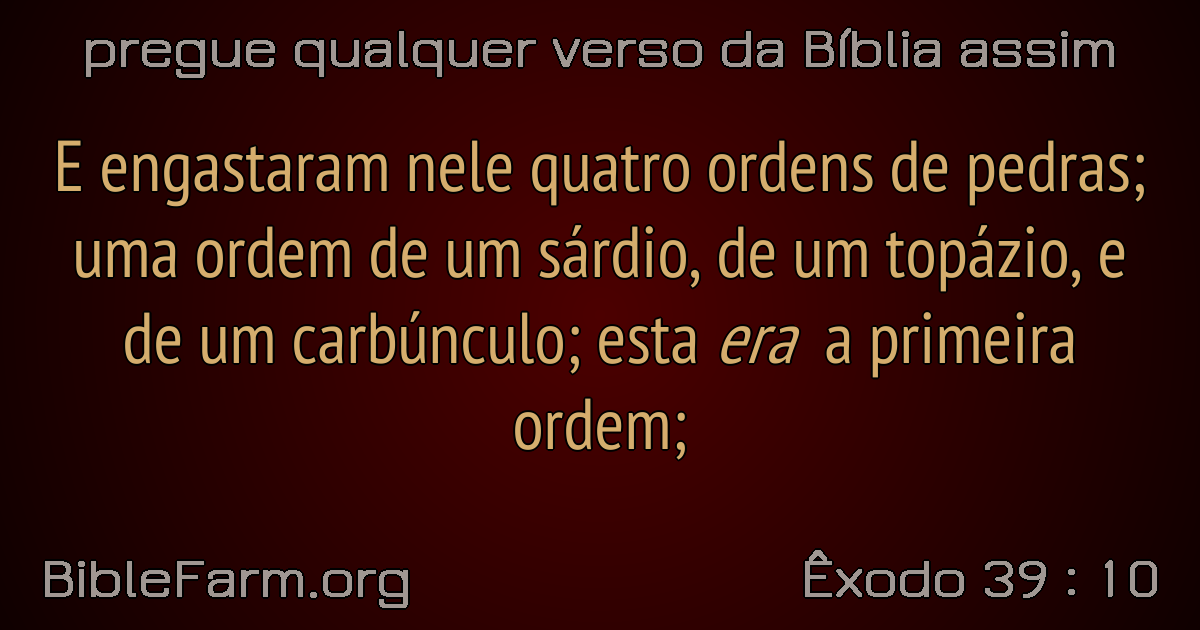 pregue qualquer verso da Bíblia assim
E engastaram nele quatro ordens de pedras;
uma ordem de um sárdio, de um topázio, e
de um carbúnculo; esta era a primeira
ordem;
BibleFarm.org
Êxodo 39 : 10